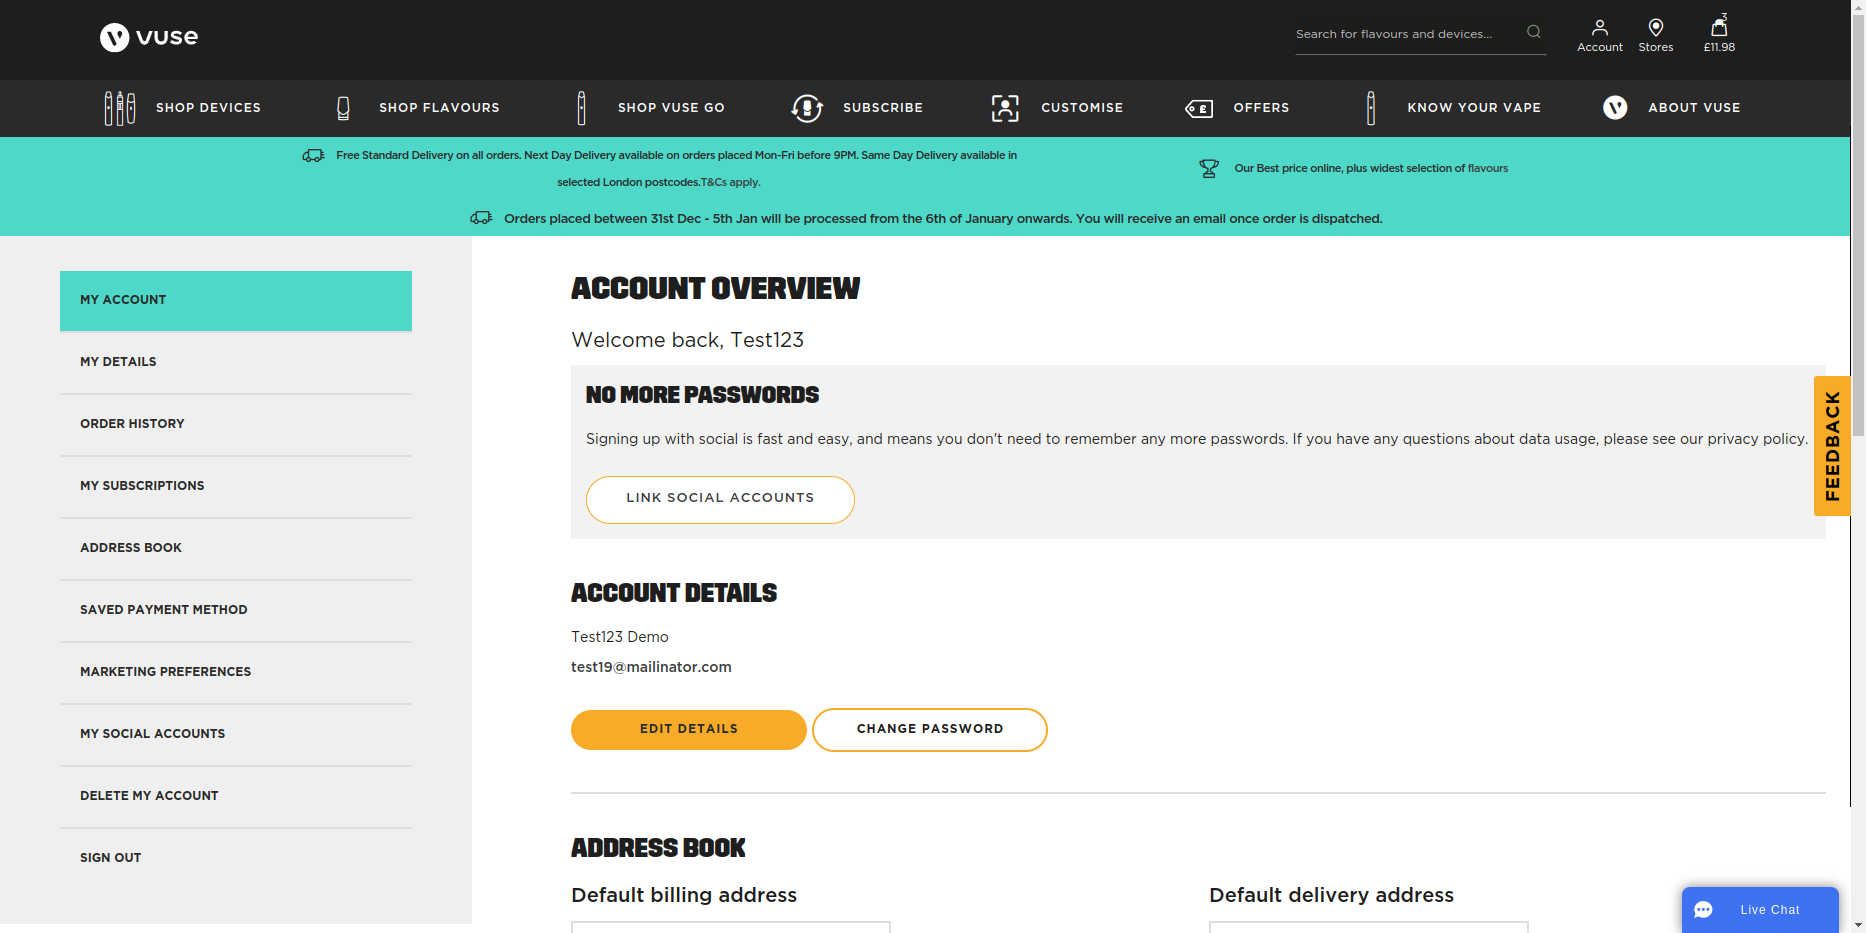 vuse
Search for flavours and devices...
Account
Stores
3
£11.98
SHOP DEVICES
SHOP FLAVOURS
SHOP VUSE GO
SUBSCRIBE
CUSTOMISE
£
OFFERS
KNOW YOUR VAPE
ABOUT VUSE
Free Standard Delivery on all orders. Next Day Delivery available on orders placed Mon-Fri before 9PM. Same Day Delivery available in
selected London postcodes.T&Cs apply.
Our Best price online, plus widest selection of flavours
Orders placed between 31st Dec - 5th Jan will be processed from the 6th of January onwards. You will receive an email once order is dispatched.
MY ACCOUNT
MY DETAILS
ORDER HISTORY
MY SUBSCRIPTIONS
ADDRESS BOOK
SAVED PAYMENT METHOD
MARKETING PREFERENCES
MY SOCIAL ACCOUNTS
DELETE MY ACCOUNT
SIGN OUT
ACCOUNT OVERVIEW
Welcome back, Test123
NO MORE PASSWORDS
Signing up with social is fast and easy, and means you don't need to remember any more passwords. If you have any questions about data usage, please see our privacy policy.
LINK SOCIAL ACCOUNTS
ACCOUNT DETAILS
Test123 Demo
test19@mailinator.com
EDIT DETAILS
CHANGE PASSWORD
ADDRESS BOOK
Default billing address
Default delivery address
FEEDBACK
Live Chat